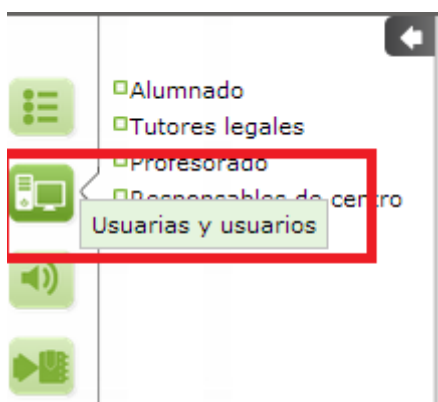 Alumnado
Tutores legales
Profesorado
Responsables de centro
Usuarias y usuarios